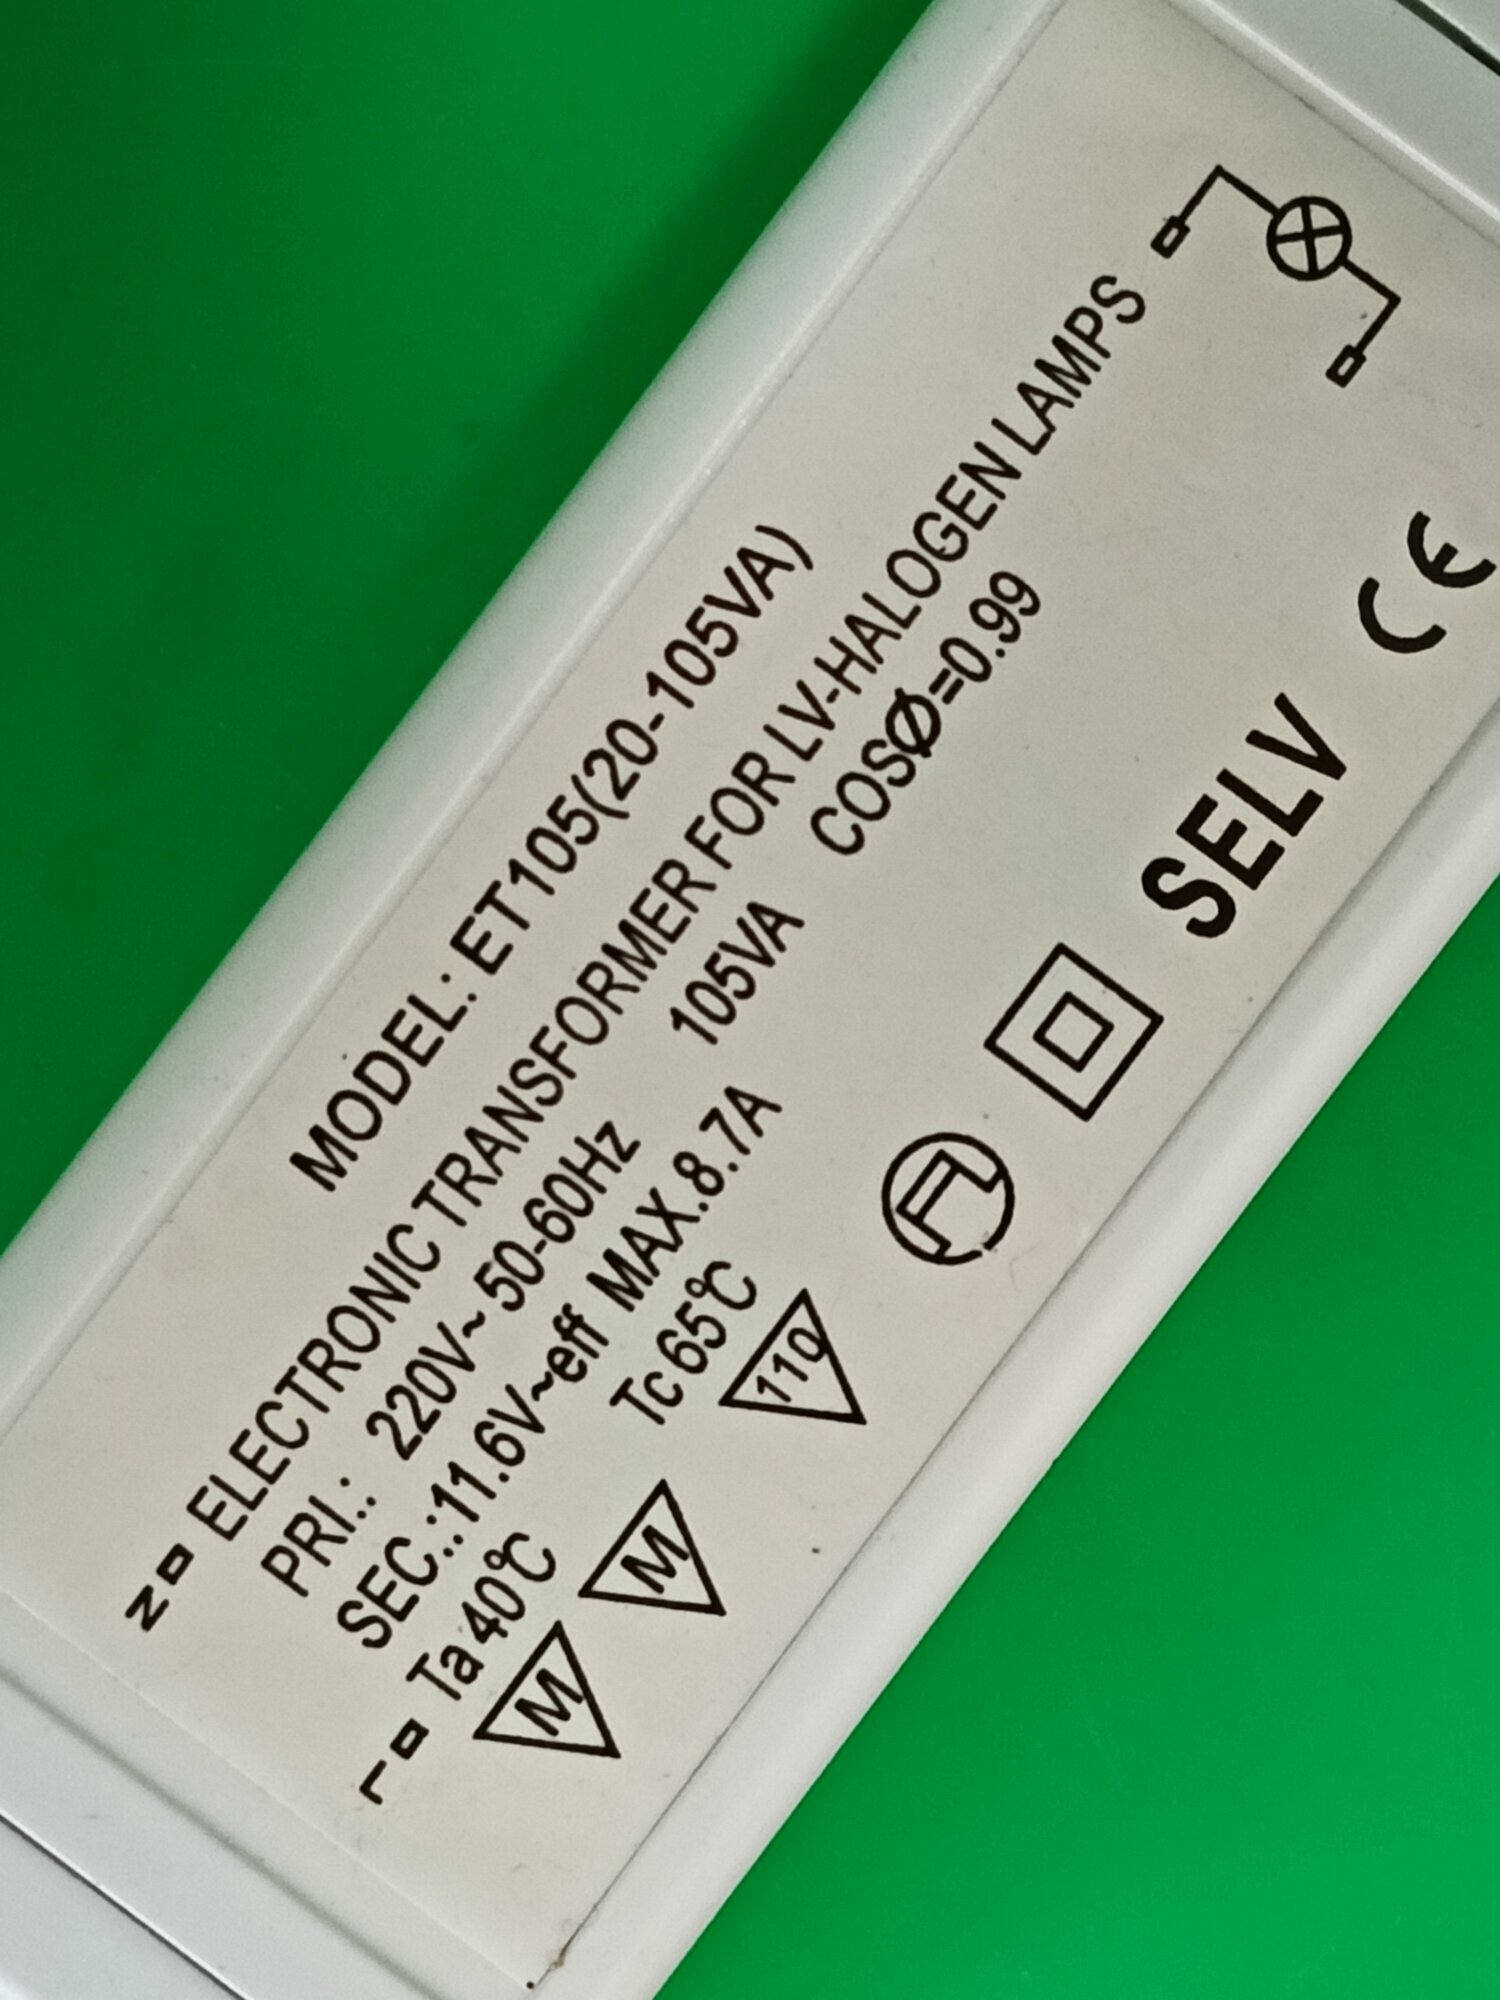 MODEL: ET105(20-105VA)
N ELECTRONIC TRANSFORMER FOR LV-HALOGEN LAMPS
PRI.: 220V~ 50-60Hz 105VA COSØ=0.99
SEC.:11.6V~eff MAX.8.7A
L Ta 40℃ Tc 65℃
M M 110 SELV CE